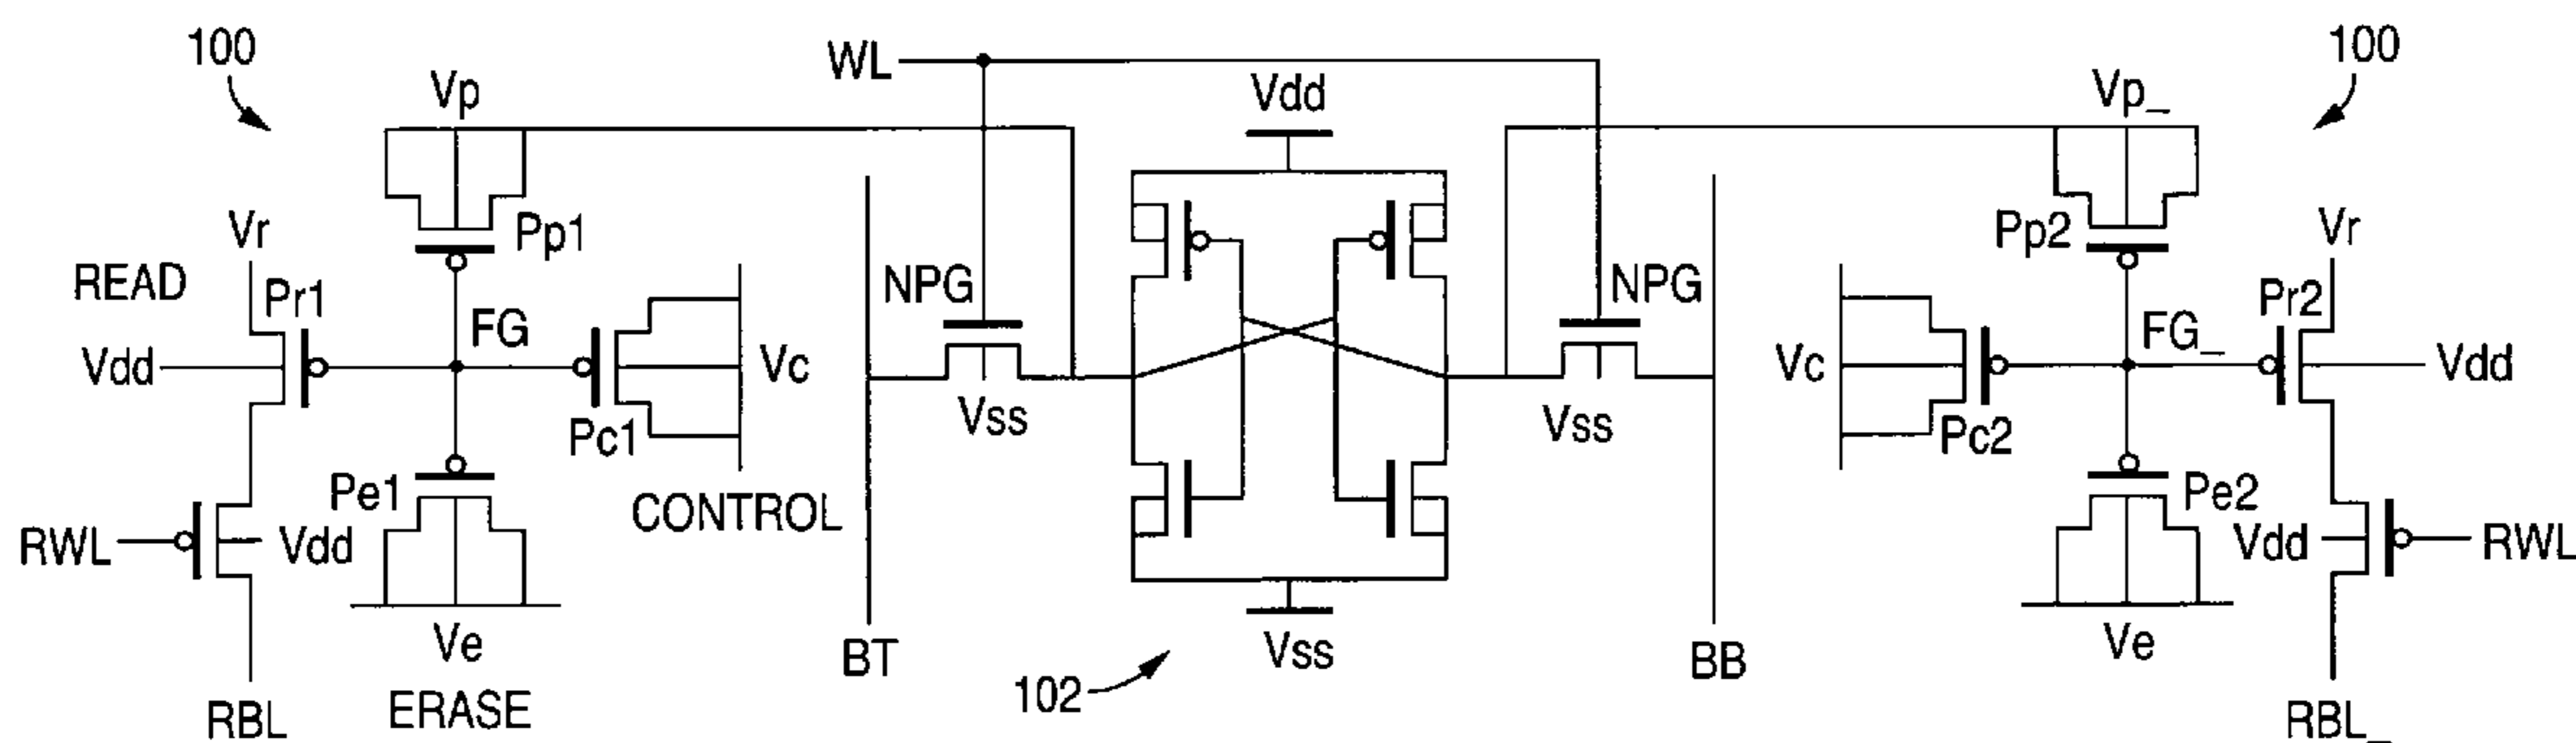 100
WL
100
Vp
Vdd
Vp_
Vr
Pp1
Pp2
Vr
READ
Pr1
NPG
NPG
Pr2
FG
FG_
Vdd
Vc
Vc
Vdd
Vss
Vss
Pc1
Pc2
Pe1
Pe2
CONTROL
RWL
Vdd
Vdd
RWL
Ve
BT
Vss
BB
Ve
102
RBL
ERASE
RBL_